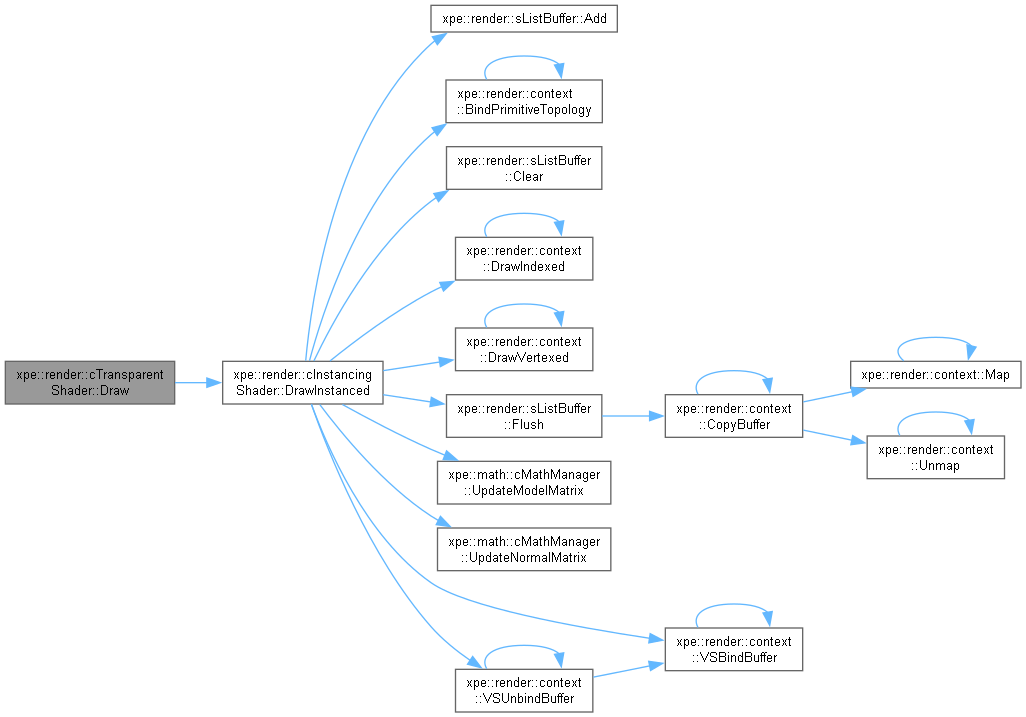 xpe::render::sListBuffer::Add
xpe::render::context
::BindPrimitiveTopology
xpe::render::sListBuffer
::Clear
xpe::render::context
::DrawIndexed
xpe::render::context
::DrawVertexed
xpe::render::cTransparent
Shader::Draw
xpe::render::cInstancing
Shader::DrawInstanced
xpe::render::sListBuffer
::Flush
xpe::render::context
::CopyBuffer
xpe::render::context::Map
xpe::render::context
::Unmap
xpe::math::cMathManager
::UpdateModelMatrix
xpe::math::cMathManager
::UpdateNormalMatrix
xpe::render::context
::VSBindBuffer
xpe::render::context
::VSUnbindBuffer